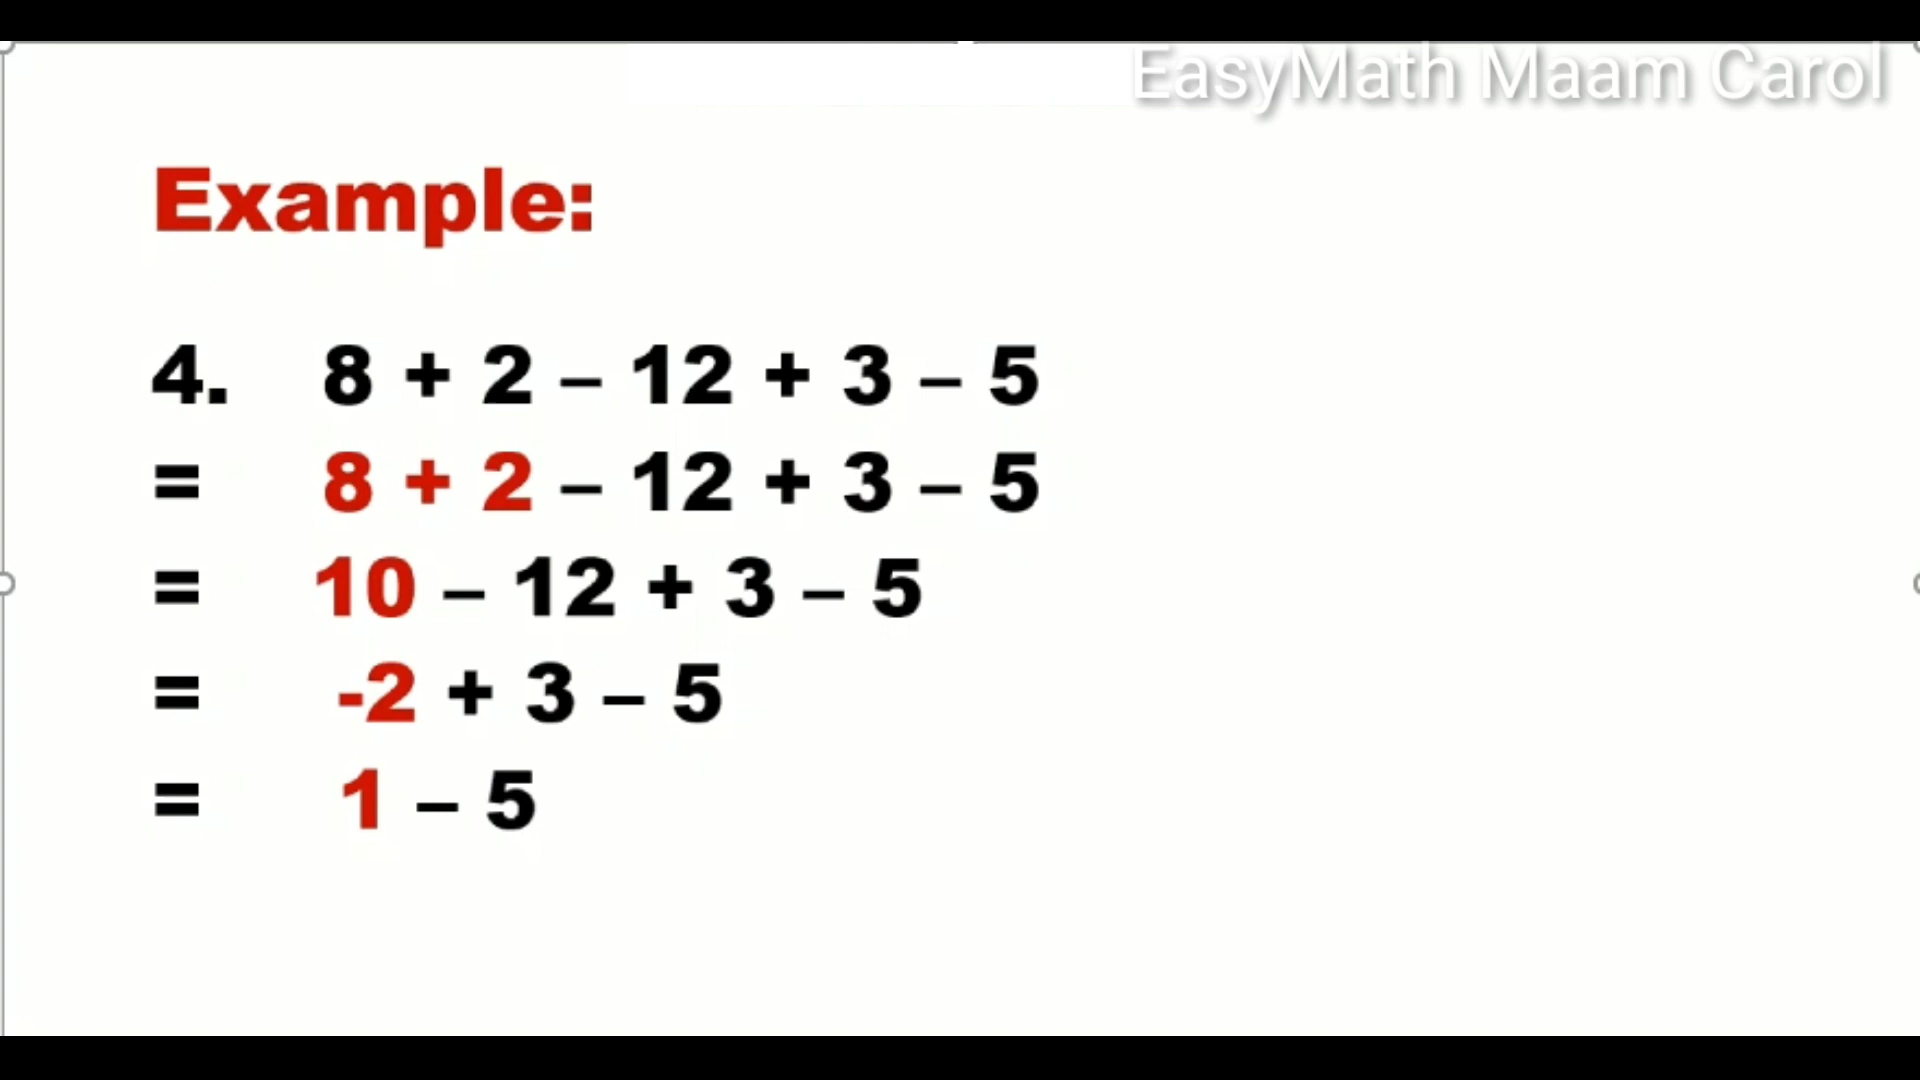 EasyMath Maam Carol
Example:
4. 8 + 2 – 12 + 3 – 5
= 8 + 2 – 12 + 3 – 5
= 10 – 12 + 3 – 5
= -2 + 3 – 5
= 1 – 5